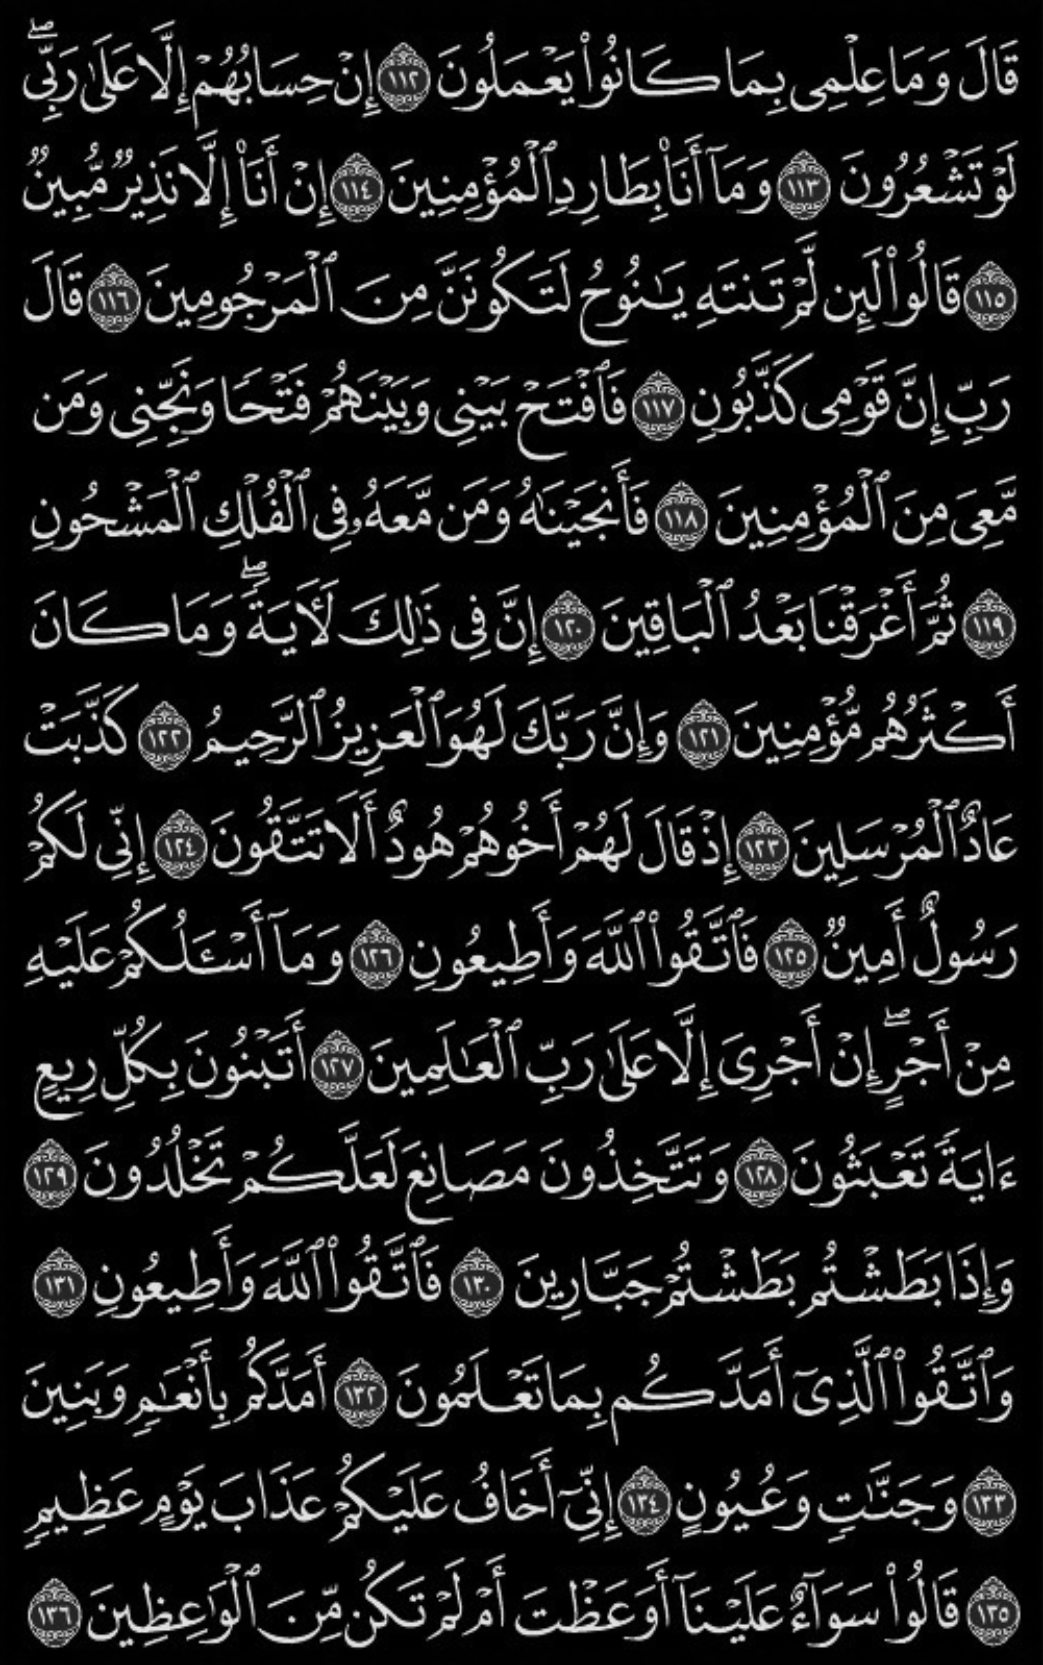 قَالَ وَمَا عِلْمِى بِمَا كَانُوا۟ يَعْمَلُونَ ١١٢ إِنْ حِسَابُهُمْ إِلَّا عَلَىٰ رَبِّى ۖ
لَوْ تَشْعُرُونَ ١١٣ وَمَآ أَنَا۠ بِطَارِدِ ٱلْمُؤْمِنِينَ ١١٤ إِنْ أَنَا۠ إِلَّا نَذِيرٌ مُّبِينٌ
١١٥ قَالُوا۟ لَئِن لَّمْ تَنتَهِ يَـٰنُوحُ لَتَكُونَنَّ مِنَ ٱلْمَرْجُومِينَ ١١٦ قَالَ
رَبِّ إِنَّ قَوْمِى كَذَّبُونِ ١١٧ فَٱفْتَحْ بَيْنِى وَبَيْنَهُمْ فَتْحًا وَنَجِّنِى وَمَن
مَّعِىَ مِنَ ٱلْمُؤْمِنِينَ ١١٨ فَأَنجَيْنَـٰهُ وَمَن مَّعَهُۥ فِى ٱلْفُلْكِ ٱلْمَشْحُونِ
١١٩ ثُمَّ أَغْرَقْنَا بَعْدُ ٱلْبَاقِينَ ١٢٠ إِنَّ فِى ذَٰلِكَ لَـَٔايَةً ۖ وَمَا كَانَ
أَكْثَرُهُم مُّؤْمِنِينَ ١٢١ وَإِنَّ رَبَّكَ لَهُوَ ٱلْعَزِيزُ ٱلرَّحِيمُ ١٢٢ كَذَّبَتْ
عَادٌ ٱلْمُرْسَلِينَ ١٢٣ إِذْ قَالَ لَهُمْ أَخُوهُمْ هُودٌ أَلَا تَتَّقُونَ ١٢٤ إِنِّى لَكُمْ
رَسُولٌ أَمِينٌ ١٢٥ فَٱتَّقُوا۟ ٱللَّهَ وَأَطِيعُونِ ١٢٦ وَمَآ أَسْـَٔلُكُمْ عَلَيْهِ
مِنْ أَجْرٍ ۖ إِنْ أَجْرِىَ إِلَّا عَلَىٰ رَبِّ ٱلْعَـٰلَمِينَ ١٢٧ أَتَبْنُونَ بِكُلِّ رِيعٍ
ءَايَةً تَعْبَثُونَ ١٢٨ وَتَتَّخِذُونَ مَصَانِعَ لَعَلَّكُمْ تَخْلُدُونَ ١٢٩
وَإِذَا بَطَشْتُم بَطَشْتُمْ جَبَّارِينَ ١٣٠ فَٱتَّقُوا۟ ٱللَّهَ وَأَطِيعُونِ ١٣١
وَٱتَّقُوا۟ ٱلَّذِىٓ أَمَدَّكُم بِمَا تَعْلَمُونَ ١٣٢ أَمَدَّكُم بِأَنْعَـٰمٍ وَبَنِينَ
١٣٣ وَجَنَّـٰتٍ وَعُيُونٍ ١٣٤ إِنِّىٓ أَخَافُ عَلَيْكُمْ عَذَابَ يَوْمٍ عَظِيمٍ
١٣٥ قَالُوا۟ سَوَآءٌ عَلَيْنَآ أَوَعَظْتَ أَمْ لَمْ تَكُن مِّنَ ٱلْوَٰعِظِينَ ١٣٦